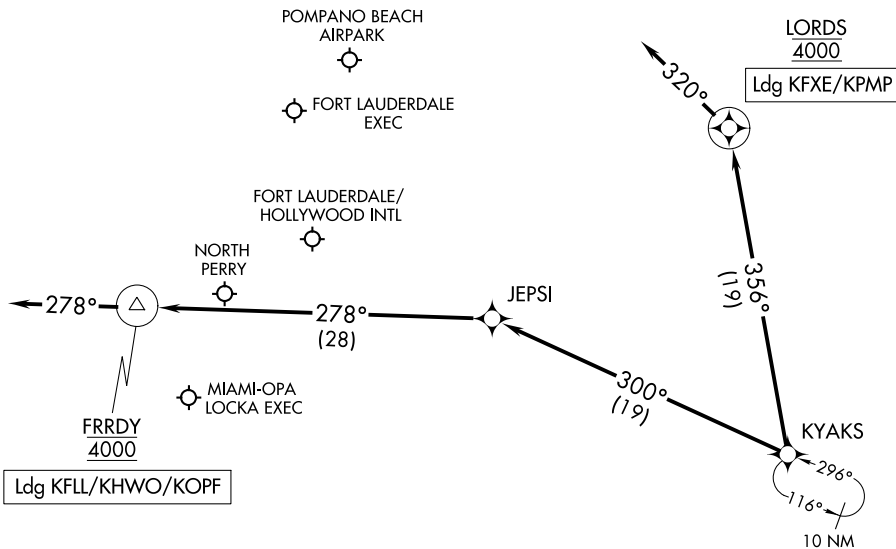 POMPANO BEACH
AIRPARK
LORDS
4000
Ldg KFXE/KPMP
320°
FORT LAUDERDALE
EXEC
FORT LAUDERDALE/
HOLLYWOOD INTL
NORTH
PERRY
356°
(19)
JEPSI
278°
278°
(28)
MIAMI-OPA
LOCKA EXEC
300°
(19)
FRRDY
4000
Ldg KFLL/KHWO/KOPF
KYAKS
296°
116°
10 NM